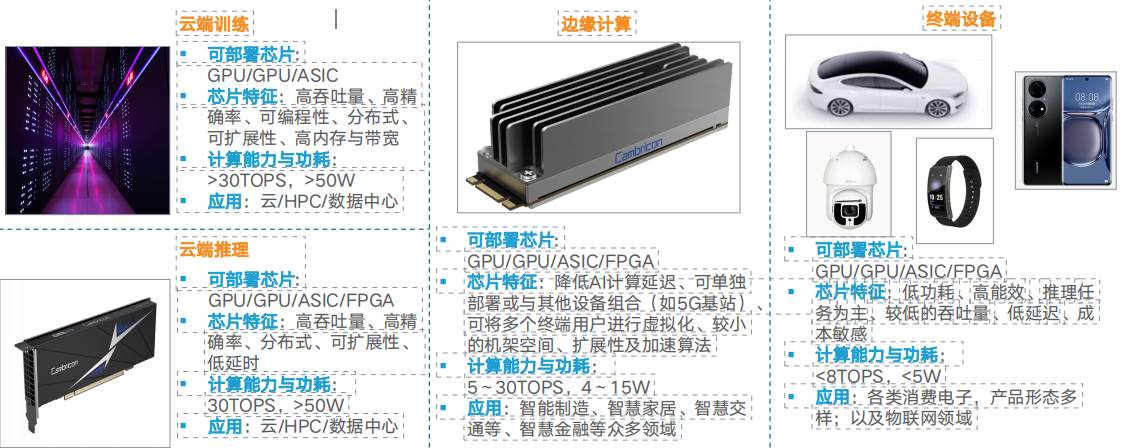 云端训练
可部署芯片:
GPU/GPU/ASIC
芯片特征：高吞吐量、高精
确率、可编程性、分布式、
可扩展性、高内存与带宽
计算能力与功耗：
>30TOPS，>50W
应用：云/HPC/数据中心
云端推理
Cambricon
可部署芯片:
GPU/GPU/ASIC/FPGA
芯片特征：高吞吐量、高精
确率、分布式、可扩展性、
低延时
计算能力与功耗：
30TOPS，>50W
应用：云/HPC/数据中心
边缘计算
Cambricon
可部署芯片:
GPU/GPU/ASIC/FPGA
芯片特征：降低AI计算延迟、可单独
部署或与其他设备组合（如5G基站）、
可将多个终端用户进行虚拟化、较小
的机架空间、扩展性及加速算法
计算能力与功耗：
5～30TOPS，4～15W
应用：智能制造、智慧家居、智慧交
通等、智慧金融等众多领域
终端设备
08:08
10:25
可部署芯片:
GPU/GPU/ASIC/FPGA
芯片特征：低功耗、高能效、推理任
务为主、较低的吞吐量、低延迟、成
本敏感
计算能力与功耗：
<8TOPS，<5W
应用：各类消费电子，产品形态多
样；以及物联网领域